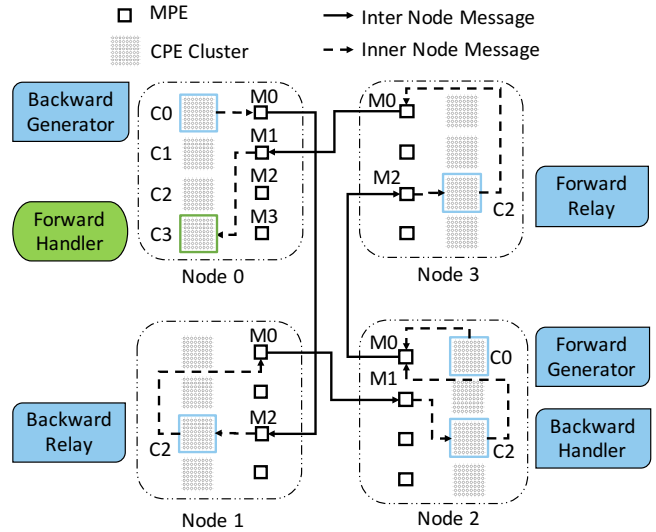 MPE
Inter Node Message
CPE Cluster
Inner Node Message
Backward
Generator
C0
M0
C1
M1
C2
M2
Forward
Handler
C3
M3
Node 0
M0
M2
C2
Forward
Relay
Node 3
M0
Backward
Relay
C2
M2
Node 1
M0
C0
Forward
Generator
M1
C2
Backward
Handler
Node 2